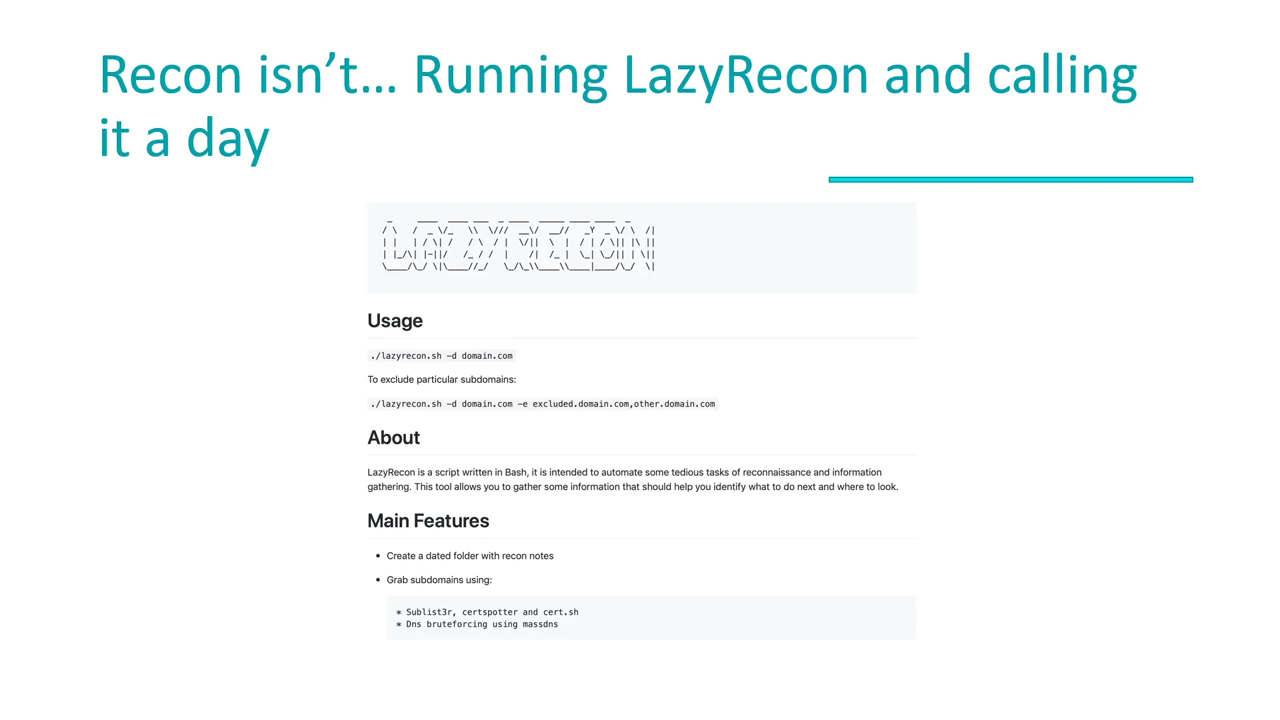 Recon isn’t... Running LazyRecon and calling
it a day
Usage
./lazyrecon.sh -d domain.com
To exclude particular subdomains:
./lazyrecon.sh -d domain.com -e excluded.domain.com,other.domain.com
About
LazyRecon is a script written in Bash, it is intended to automate some tedious tasks of reconnaissance and information
gathering. This tool allows you to gather some information that should help you identify what to do next and where to look.
Main Features
• Create a dated folder with recon notes
• Grab subdomains using:
* Sublist3r, certspotter and cert.sh
* Dns bruteforcing using massdns